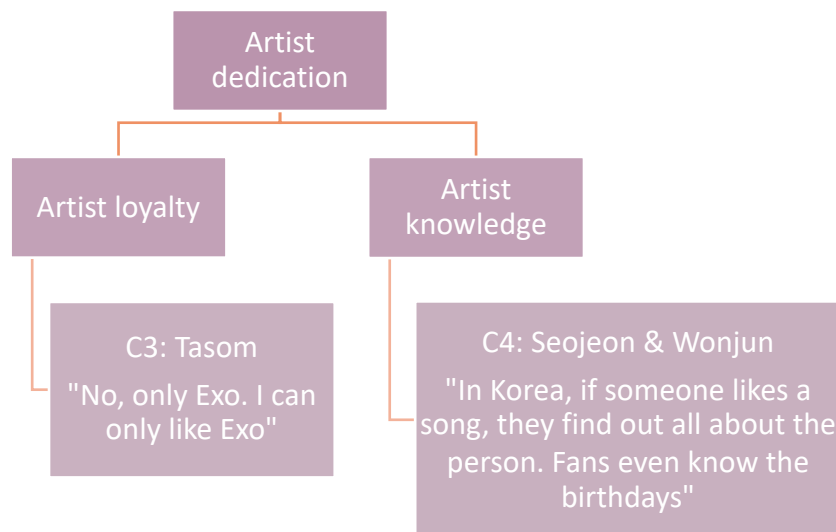 Artist
dedication
Artist loyalty
Artist
knowledge
C3: Tasom
"No, only Exo. I can
only like Exo"
C4: Seojeon & Wonjun
"In Korea, if someone likes a
song, they find out all about the
person. Fans even know the
birthdays"